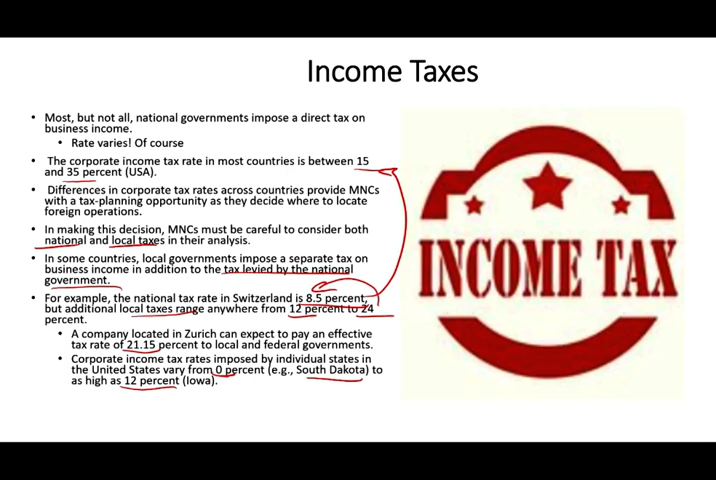 Income Taxes
• Most, but not all, national governments impose a direct tax on
business income.
• Rate varies! Of course
• The corporate income tax rate in most countries is between 15
and 35 percent (USA).
• Differences in corporate tax rates across countries provide MNCs
with a tax-planning opportunity as they decide where to locate
foreign operations.
• In making this decision, MNCs must be careful to consider both
national and local taxes in their analysis.
• In some countries, local governments impose a separate tax on
business income in addition to the tax levied by the national
government.
• For example, the national tax rate in Switzerland is 8.5 percent,
but additional local taxes range anywhere from 12 percent to 24
percent.
• A company located in Zurich can expect to pay an effective
tax rate of 21.15 percent to local and federal governments.
• Corporate income tax rates imposed by individual states in
the United States vary from 0 percent (e.g., South Dakota) to
as high as 12 percent (Iowa).
INCOME TAX